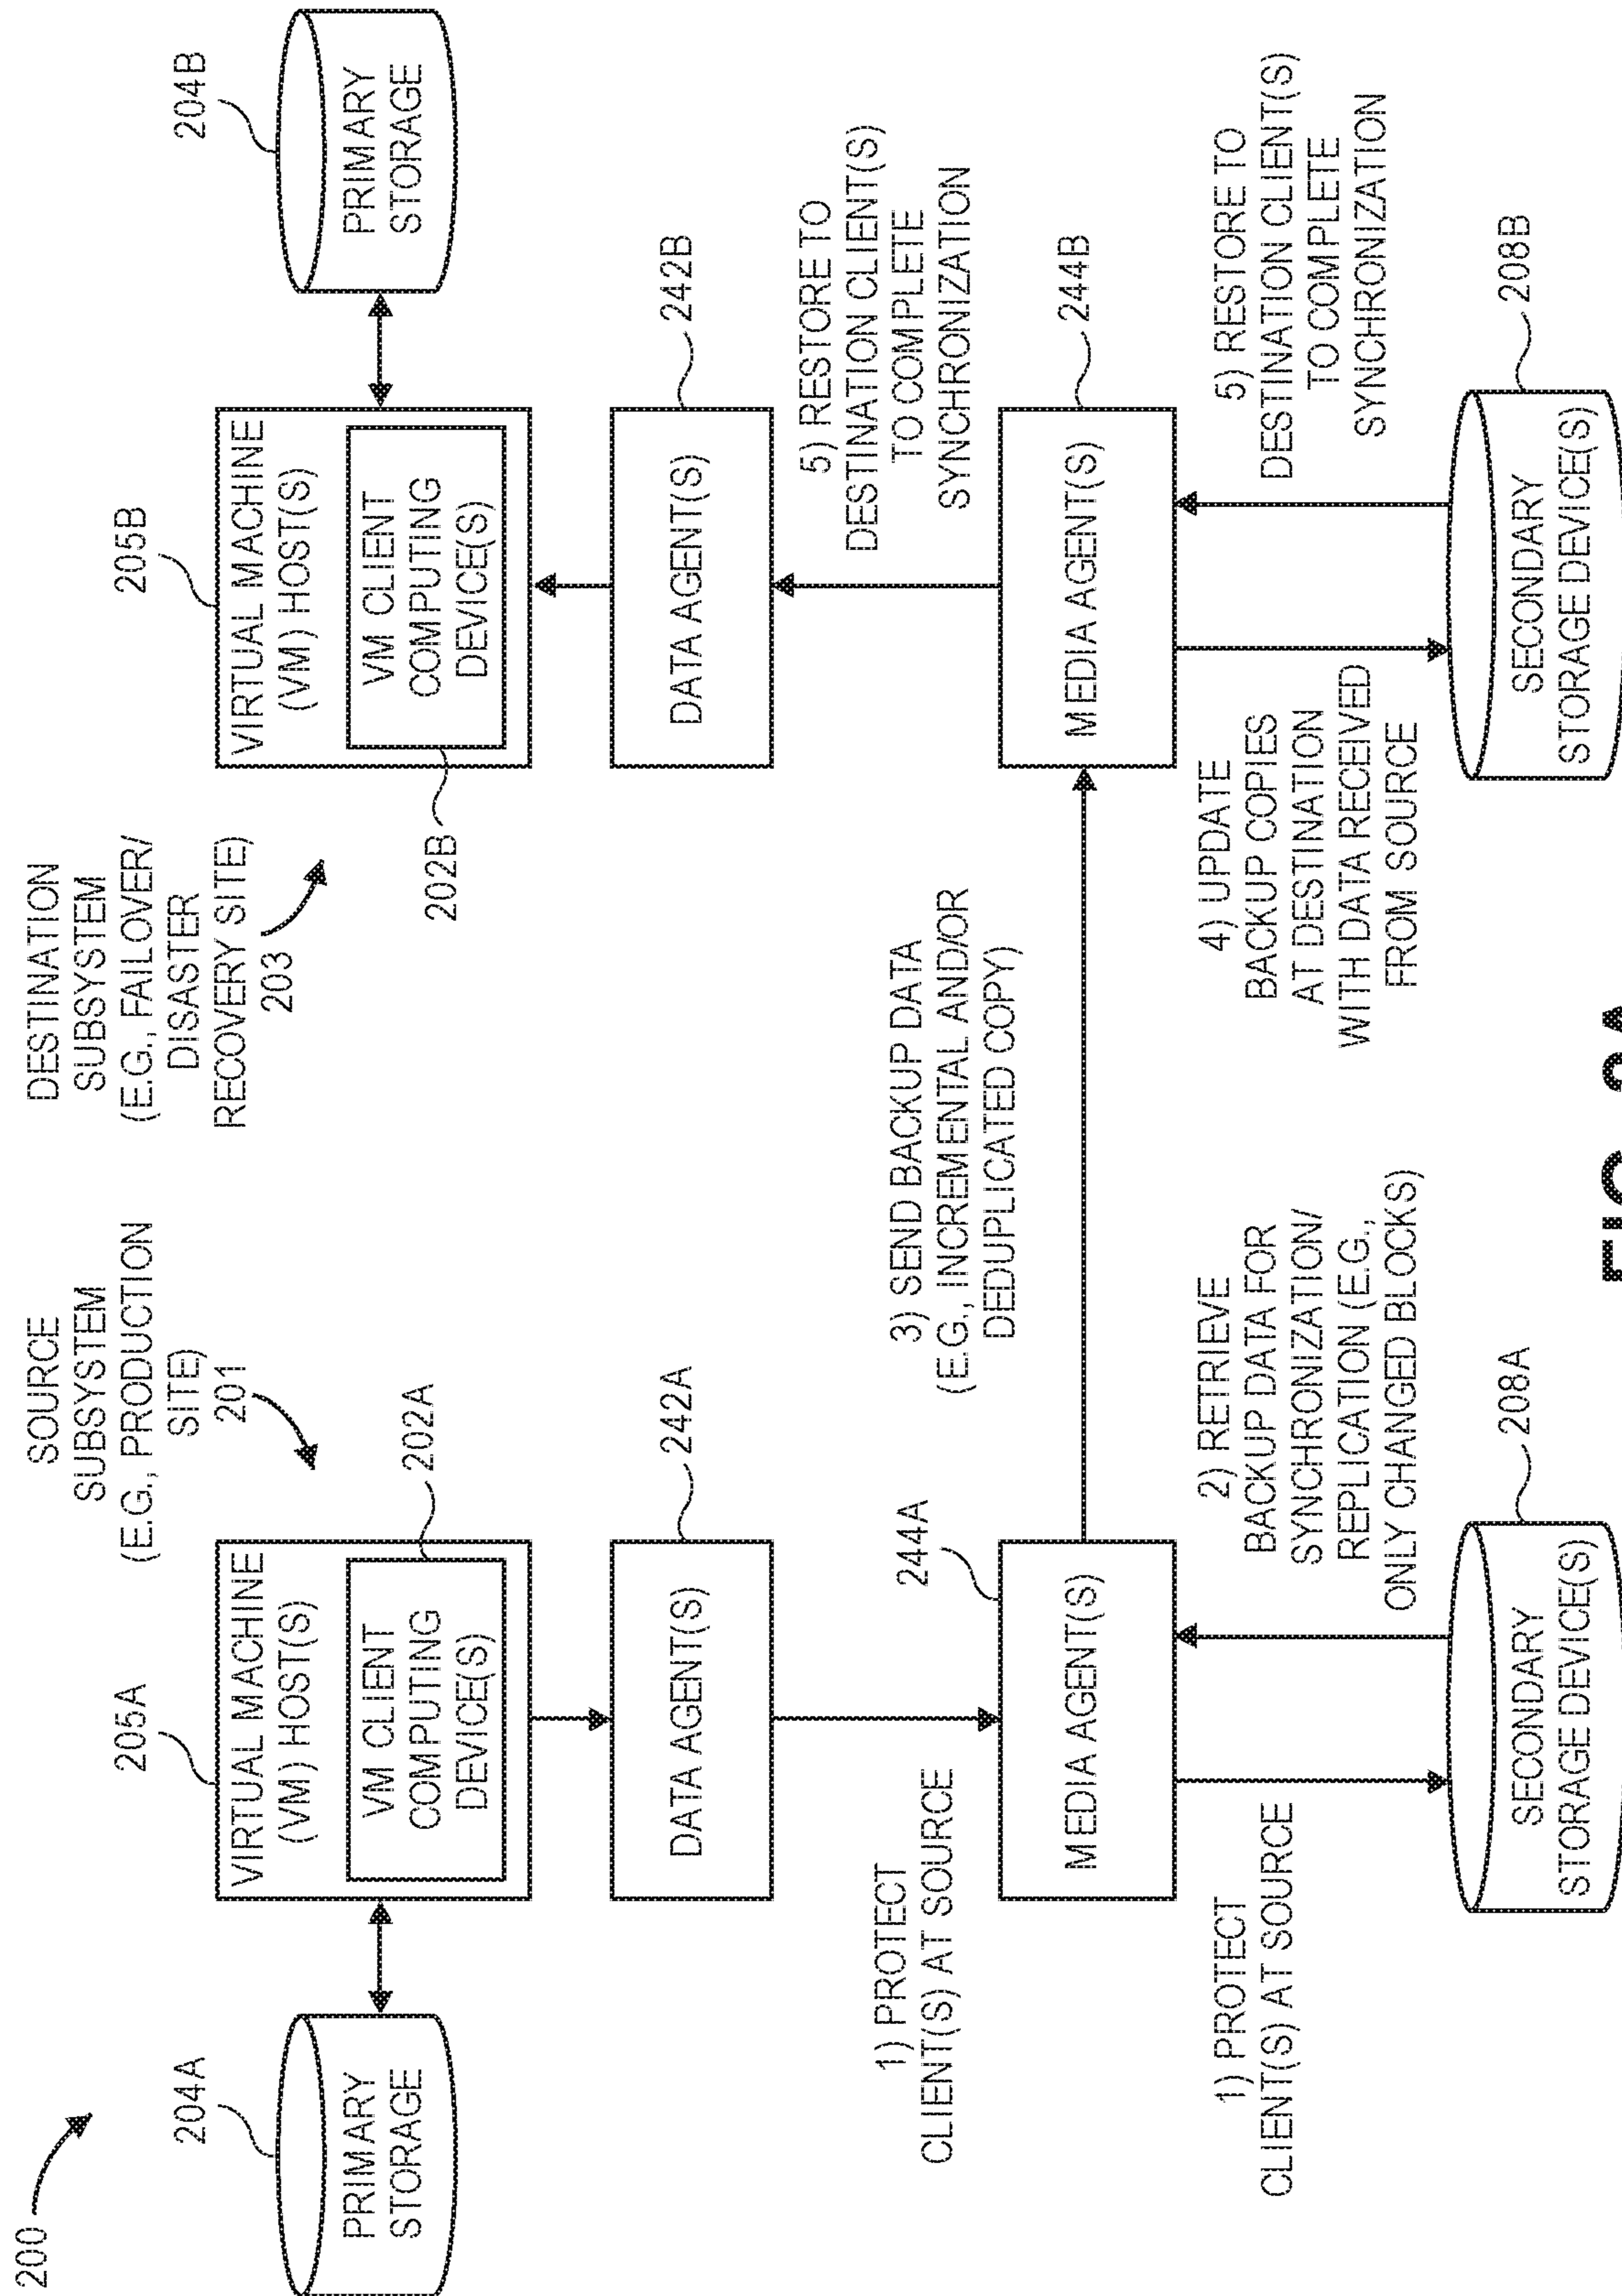 200
SOURCE
SUBSYSTEM
(E.G., PRODUCTION
SITE)
201
DESTINATION
SUBSYSTEM
(E.G., FAILOVER/
DISASTER
RECOVERY SITE)
203
204A
PRIMARY
STORAGE
205A
VIRTUAL MACHINE
(VM) HOST(S)
VM CLIENT
COMPUTING
DEVICE(S)
202A
205B
VIRTUAL MACHINE
(VM) HOST(S)
VM CLIENT
COMPUTING
DEVICE(S)
202B
204B
PRIMARY
STORAGE
DATA AGENT(S)
242A
DATA AGENT(S)
242B
1) PROTECT
CLIENT(S) AT SOURCE
3) SEND BACKUP DATA
(E.G., INCREMENTAL AND/OR
DEDUPLICATED COPY)
5) RESTORE TO
DESTINATION CLIENT(S)
TO COMPLETE
SYNCHRONIZATION
MEDIA AGENT(S)
244A
MEDIA AGENT(S)
244B
1) PROTECT
CLIENT(S) AT SOURCE
2) RETRIEVE
BACKUP DATA FOR
SYNCHRONIZATION/
REPLICATION (E.G.,
ONLY CHANGED BLOCKS)
4) UPDATE
BACKUP COPIES
AT DESTINATION
WITH DATA RECEIVED
FROM SOURCE
5) RESTORE TO
DESTINATION CLIENT(S)
TO COMPLETE
SYNCHRONIZATION
SECONDARY
STORAGE DEVICE(S)
208A
SECONDARY
STORAGE DEVICE(S)
208B